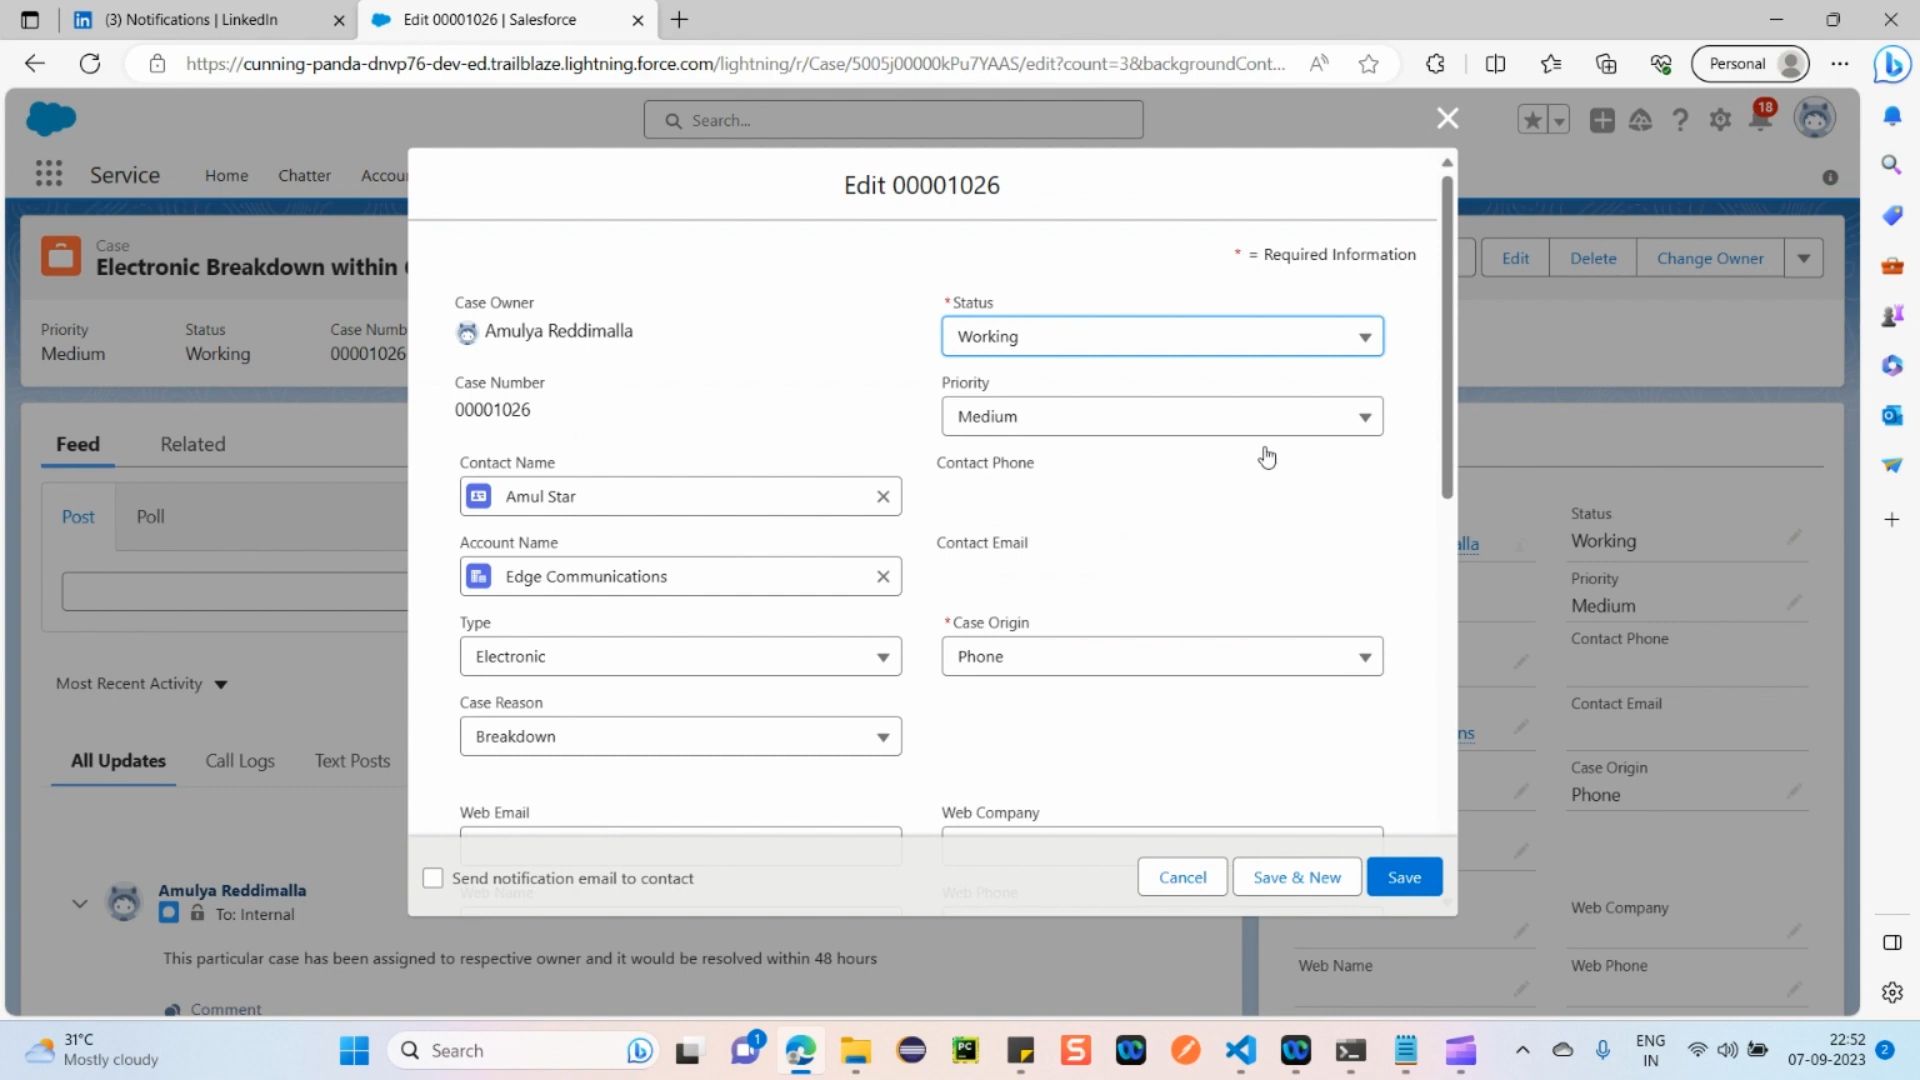 (3) Notifications | LinkedIn
Edit 00001026 | Salesforce
https://cunning-panda-dnvp76-dev-ed.trailblaze.lightning.force.com/lightning/r/Case/5005j00000kPu7YAAS/edit?count=3&backgroundCont...
Personal
Search...
18
Service
Home
Chatter
Accou
Edit 00001026
* = Required Information
Case
Electronic Breakdown within
Edit
Delete
Change Owner
Priority
Medium
Status
Working
Case Numb
00001026
Case Owner
Amulya Reddimalla
*Status
Working
Case Number
00001026
Priority
Medium
Contact Name
Amul Star
Contact Phone
Account Name
Edge Communications
Contact Email
Type
Electronic
*Case Origin
Phone
Case Reason
Breakdown
Web Email
Web Company
Web Name
Web Phone
Send notification email to contact
Cancel
Save & New
Save
Feed
Related
Post
Poll
Most Recent Activity
All Updates
Call Logs
Text Posts
Amulya Reddimalla
To: Internal
This particular case has been assigned to respective owner and it would be resolved within 48 hours
Comment
alla
Status
Working
Priority
Medium
Contact Phone
Contact Email
ns
Case Origin
Phone
Web Company
Web Name
Web Phone
31°C
Mostly cloudy
Search
1
PC
S
ENG
IN
22:52
07-09-2023
2